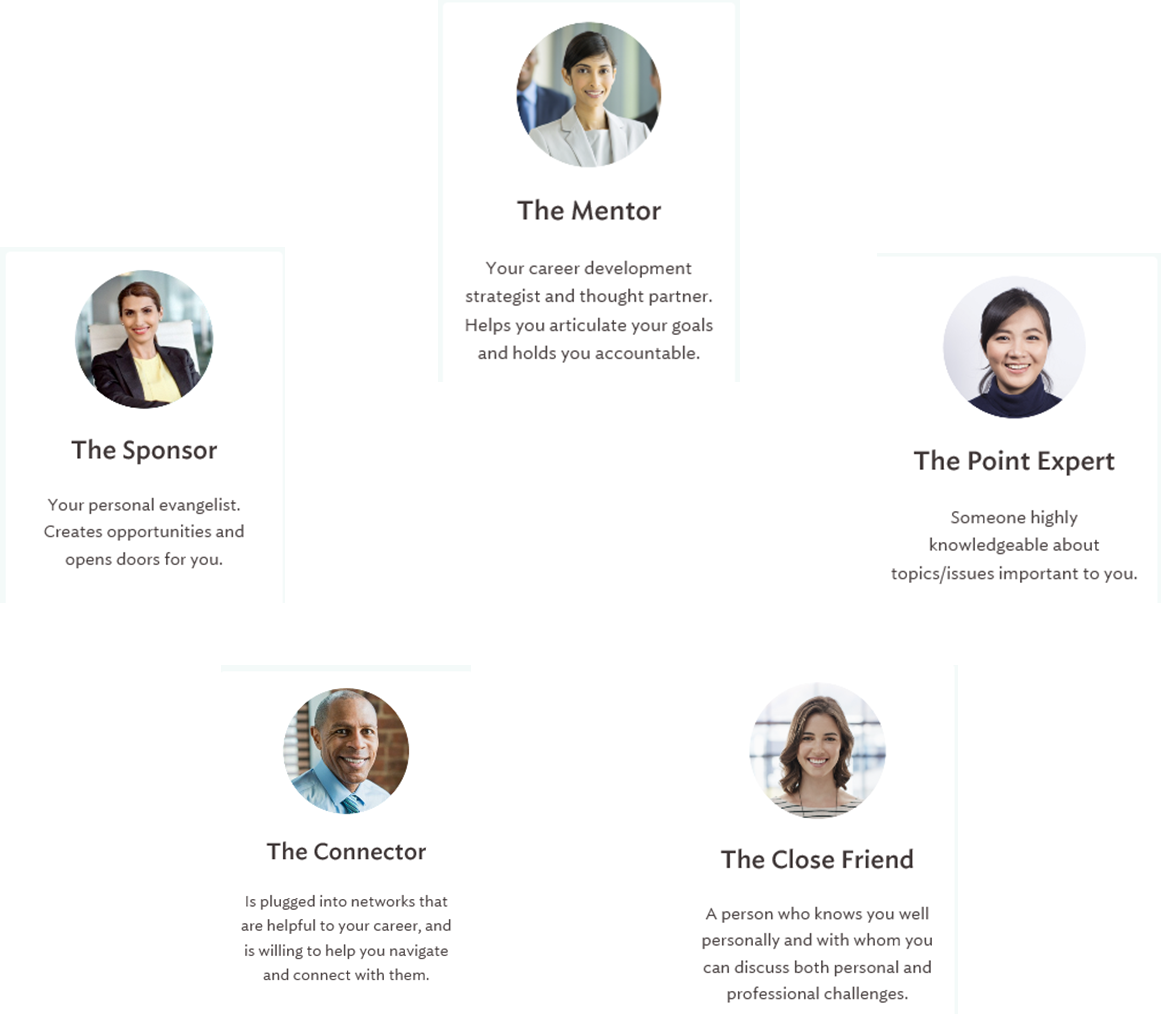 The Mentor
Your career development
strategist and thought partner.
Helps you articulate your goals
and holds you accountable.
The Sponsor
Your personal evangelist.
Creates opportunities and
opens doors for you.
The Point Expert
Someone highly
knowledgeable about
topics/issues important to you.
The Connector
Is plugged into networks that
are helpful to your career, and
is willing to help you navigate
and connect with them.
The Close Friend
A person who knows you well
personally and with whom you
can discuss both personal and
professional challenges.